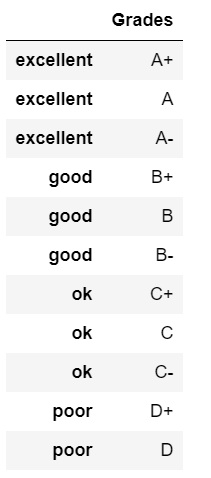 Grades
excellent A+
excellent A
excellent A-
good B+
good B
good B-
ok C+
ok C
ok C-
poor D+
poor D